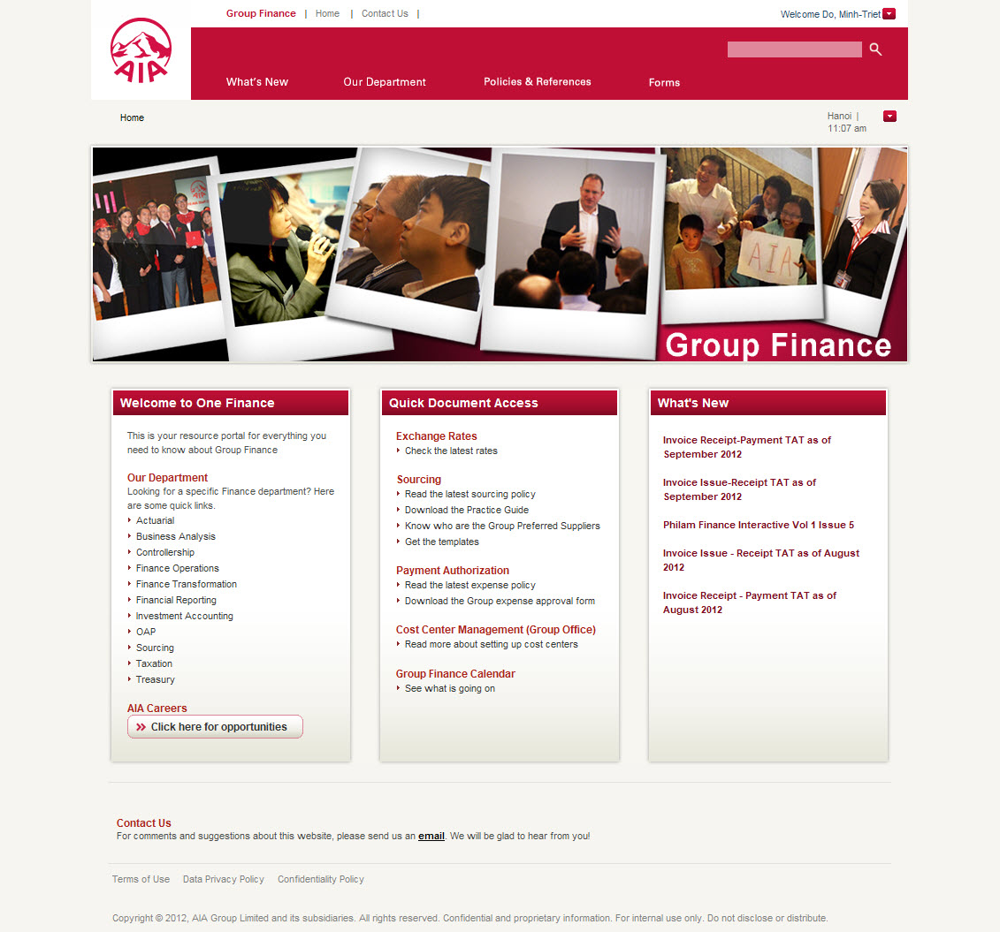 Group Finance | Home | Contact Us |
Welcome Do, Minh-Triet
AIA
What's New
Our Department
Policies & References
Forms
Home
Hanoi |
11:07 am
AIA
AIA
Group Finance
Welcome to One Finance
This is your resource portal for everything you
need to know about Group Finance
Our Department
Looking for a specific Finance department? Here
are some quick links.
Actuarial
Business Analysis
Controllership
Finance Operations
Finance Transformation
Financial Reporting
Investment Accounting
OAP
Sourcing
Taxation
Treasury
AIA Careers
Click here for opportunities
Quick Document Access
Exchange Rates
Check the latest rates
Sourcing
Read the latest sourcing policy
Download the Practice Guide
Know who are the Group Preferred Suppliers
Get the templates
Payment Authorization
Read the latest expense policy
Download the Group expense approval form
Cost Center Management (Group Office)
Read more about setting up cost centers
Group Finance Calendar
See what is going on
What's New
Invoice Receipt-Payment TAT as of
September 2012
Invoice Issue-Receipt TAT as of
September 2012
Philam Finance Interactive Vol 1 Issue 5
Invoice Issue - Receipt TAT as of August
2012
Invoice Receipt - Payment TAT as of
August 2012
Contact Us
For comments and suggestions about this website, please send us an email. We will be glad to hear from you!
Terms of Use
Data Privacy Policy
Confidentiality Policy
Copyright © 2012, AIA Group Limited and its subsidiaries. All rights reserved. Confidential and proprietary information. For internal use only. Do not disclose or distribute.